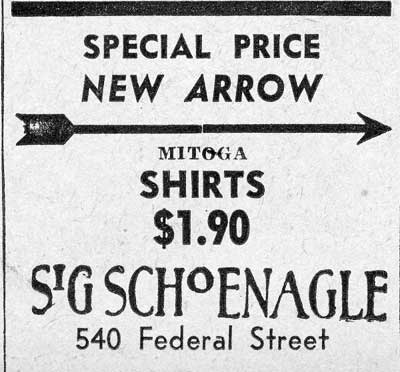 SPECIAL PRICE
NEW ARROW
MITOGA
SHIRTS
$1.90
SIG SCHOENAGLE
540 Federal Street